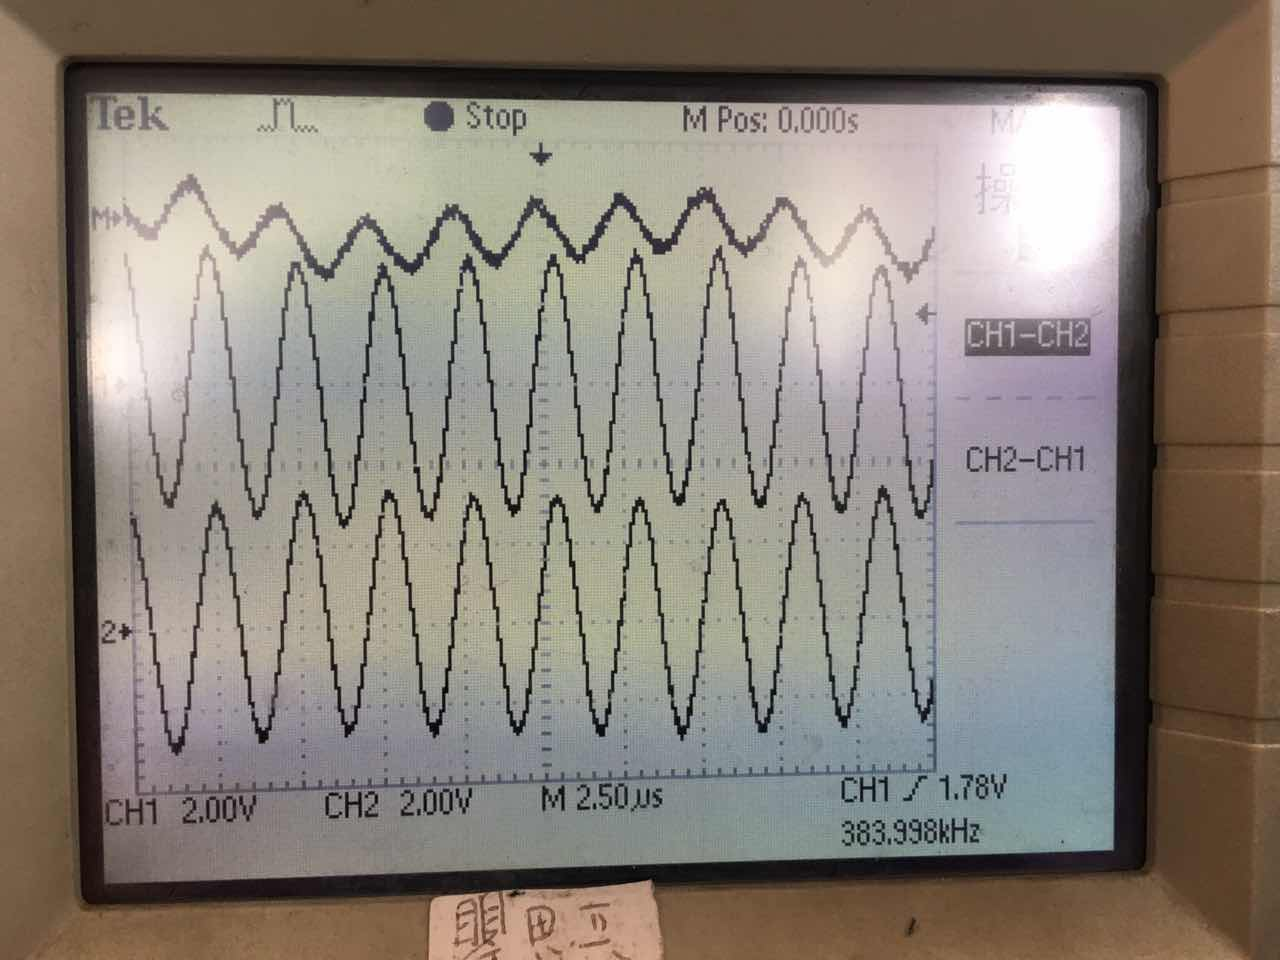 Tek Stop M Pos: 0.000s
M
操
CH1-CH2
CH2-CH1
2
CH1 2.00V CH2 2.00V M 2.50µs CH1 1.78V
383.998kHz